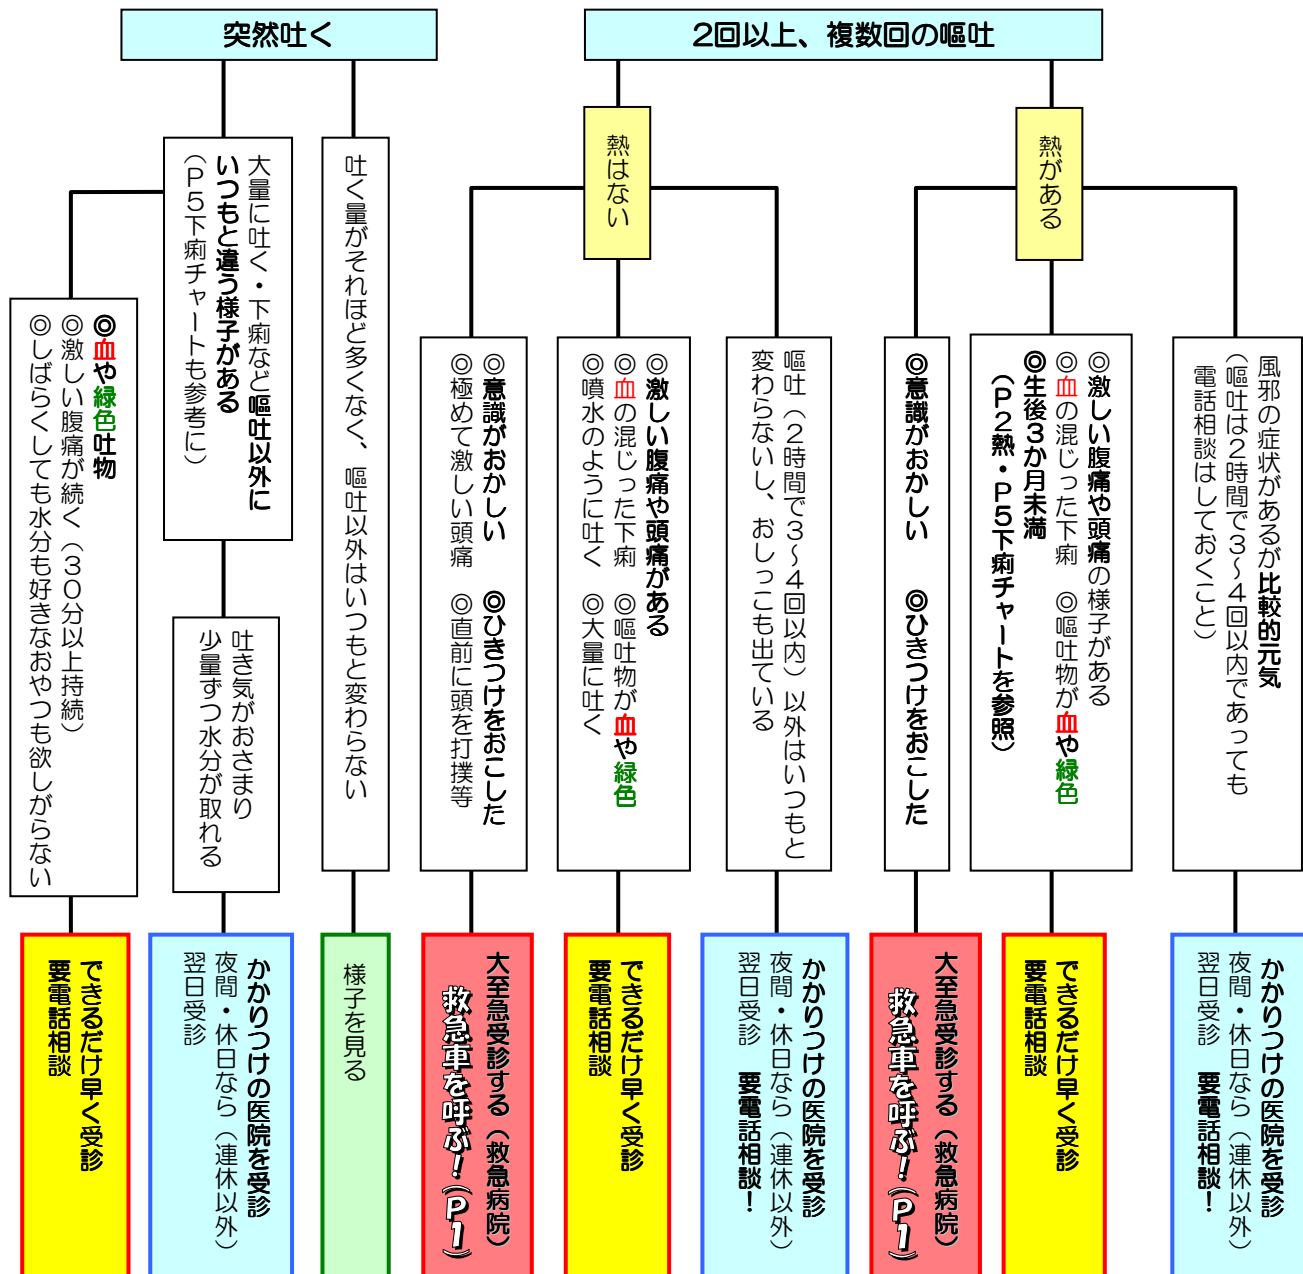 突然吐く
2回以上、複数回の嘔吐
熱はない
熱がある
風邪の症状があるが比較的元気
（嘔吐は2時間で3～4回以内であっても
電話相談はしておくこと）
◎激しい腹痛や頭痛の様子がある
◎血の混じった下痢　◎嘔吐物が血や緑色
◎生後3か月未満
（P2熱・P5下痢チャートを参照）
◎意識がおかしい　◎ひきつけをおこした
嘔吐（2時間で3～4回以内）以外はいつもと
変わらないし、おしっこも出ている
◎激しい腹痛や頭痛がある
◎血の混じった下痢　◎嘔吐物が血や緑色
◎噴水のように吐く　◎大量に吐く
◎意識がおかしい　◎ひきつけをおこした
◎極めて激しい頭痛　◎直前に頭を打撲等
吐く量がそれほど多くなく、嘔吐以外はいつもと変わらない
大量に吐く・下痢など嘔吐以外に
いつもと違う様子がある
（P5下痢チャートも参考に）
吐き気がおさまり
少量ずつ水分が取れる
◎血や緑色吐物
◎激しい腹痛が続く（30分以上持続）
◎しばらくしても水分も好きなおやつも欲しがらない
かかりつけの医院を受診
夜間・休日なら（連休以外）
翌日受診　要電話相談！
できるだけ早く受診
要電話相談
大至急受診する（救急病院）
救急車を呼ぶ！（P1）
かかりつけの医院を受診
夜間・休日なら（連休以外）
翌日受診　要電話相談！
できるだけ早く受診
要電話相談
大至急受診する（救急病院）
救急車を呼ぶ！（P1）
様子を見る
かかりつけの医院を受診
夜間・休日なら（連休以外）
翌日受診
できるだけ早く受診
要電話相談